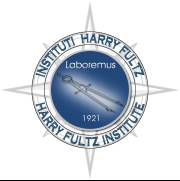 INSTITUTI HARRY FULTZ
Laboremus
1921
HARRY FULTZ INSTITUTE